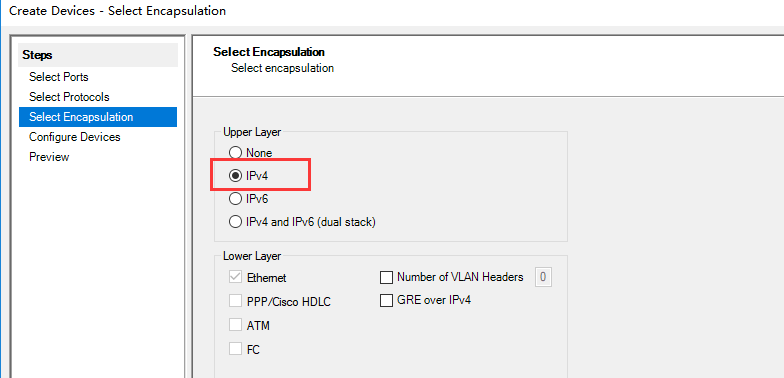 Create Devices - Select Encapsulation
Steps
Select Ports
Select Protocols
Select Encapsulation
Configure Devices
Preview
Select Encapsulation
Select encapsulation
Upper Layer
None
IPv4
IPv6
IPv4 and IPv6 (dual stack)
Lower Layer
Ethernet
Number of VLAN Headers 0
PPP/Cisco HDLC
GRE over IPv4
ATM
FC